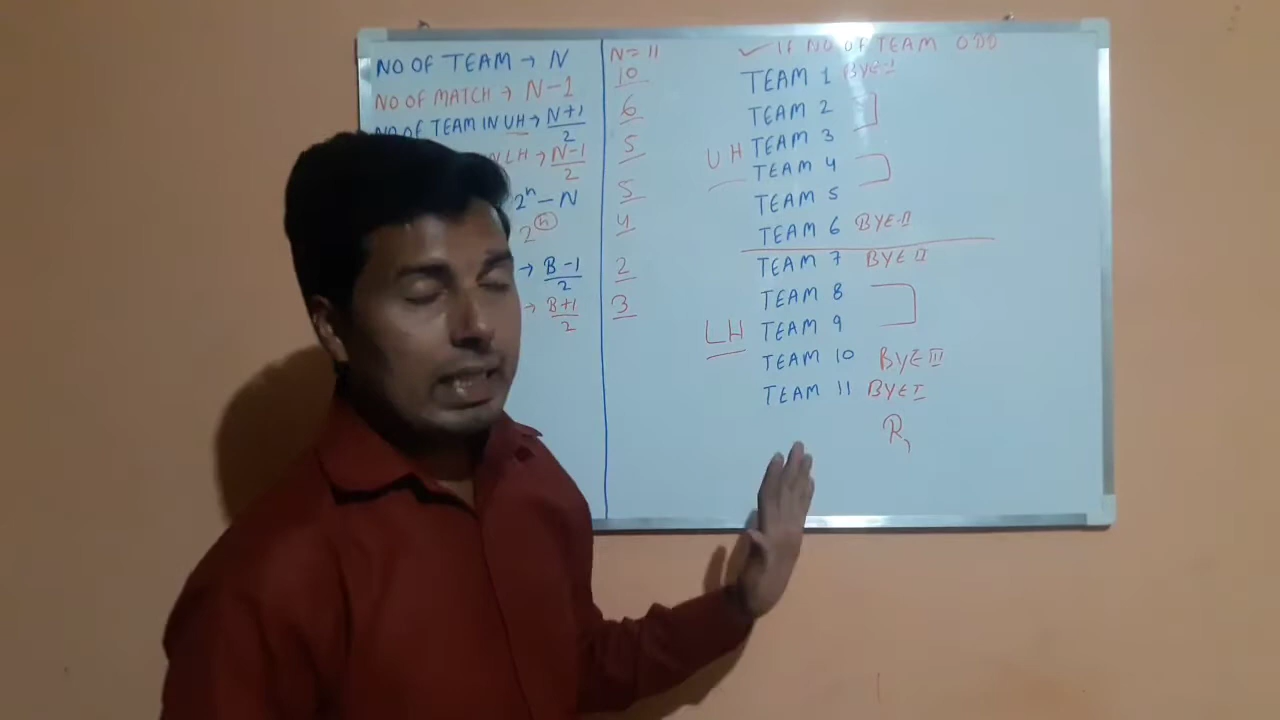 NO OF TEAM → N
NO OF MATCH → N-1
NO OF TEAM IN UH → N+1/2
N LH → N-1/2
2ⁿ - N
2ⁿ
→ B-1/2
→ B+1/2
N = 11
10
6
5
5
4
2
3
✓ IF NO OF TEAM ODD
TEAM 1 BYE-I
TEAM 2
TEAM 3
UH
TEAM 4
TEAM 5
TEAM 6 BYE-II
TEAM 7 BYE II
TEAM 8
LH
TEAM 9
TEAM 10 BYE III
TEAM 11 BYE I
R,